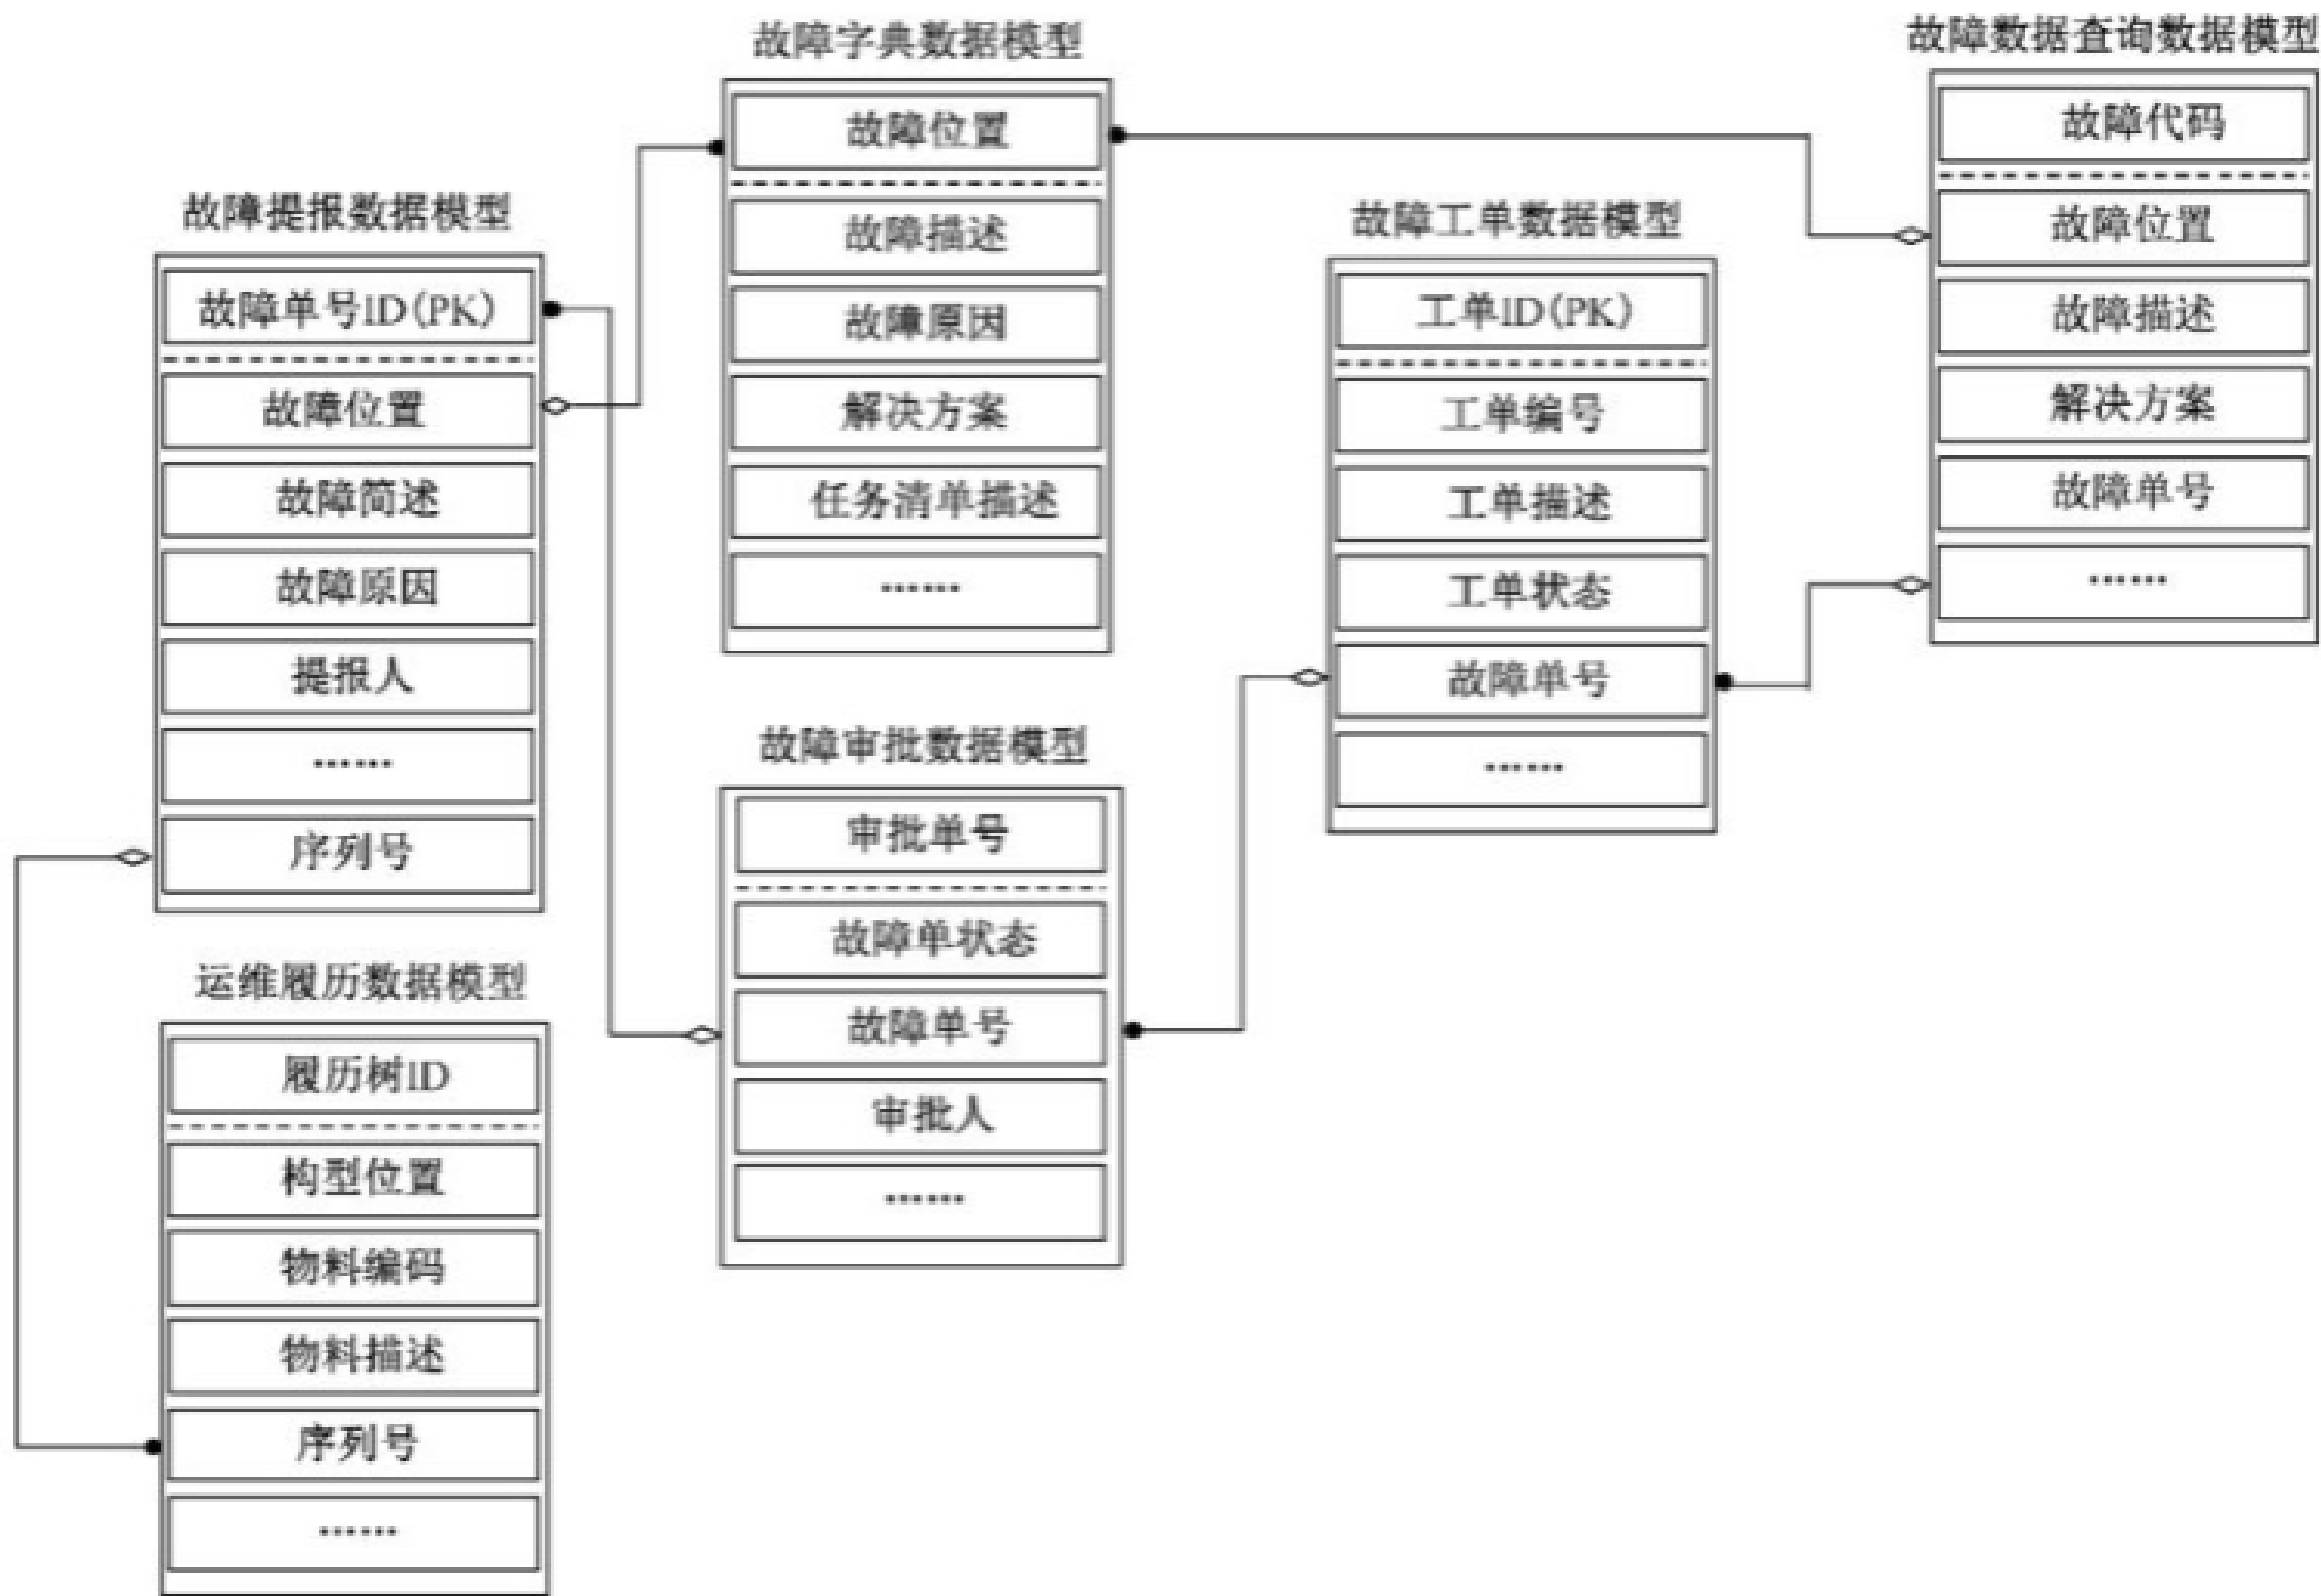 故障提报数据模型
故障单号ID(PK)
故障位置
故障简述
故障原因
提报人
……
序列号
运维履历数据模型
履历树ID
构型位置
物料编码
物料描述
序列号
……
故障字典数据模型
故障位置
故障描述
故障原因
解决方案
任务清单描述
……
故障审批数据模型
审批单号
故障单状态
故障单号
审批人
……
故障工单数据模型
工单ID(PK)
工单编号
工单描述
工单状态
故障单号
……
故障数据查询数据模型
故障代码
故障位置
故障描述
解决方案
故障单号
……